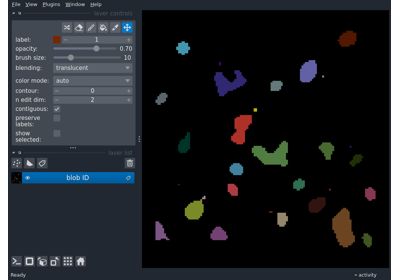 File View Plugins Window Help
layer controls
label: 1
opacity: 0.70
brush size: 10
blending: translucent
color mode: auto
contour: 0
n edit dim: 2
contiguous:
preserve
labels:
show
selected:
layer list
blob ID
Ready
activity